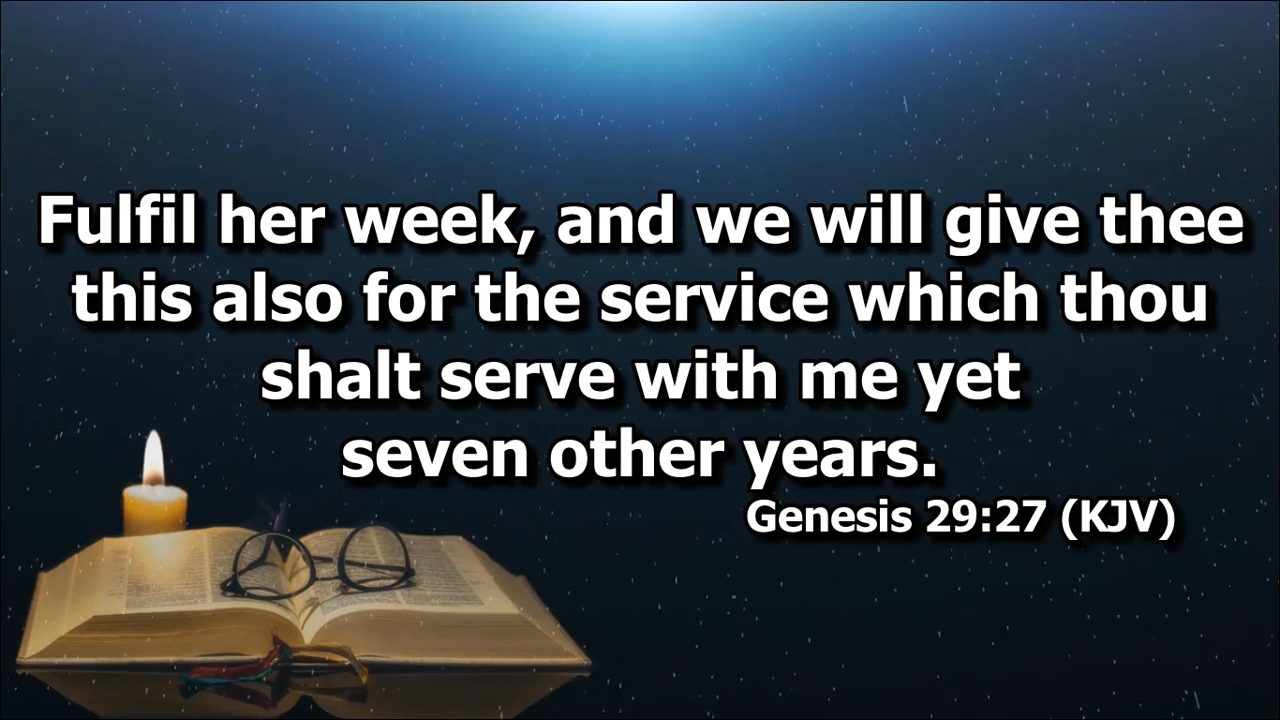 Fulfil her week, and we will give thee
this also for the service which thou
shalt serve with me yet
seven other years.
Genesis 29:27 (KJV)